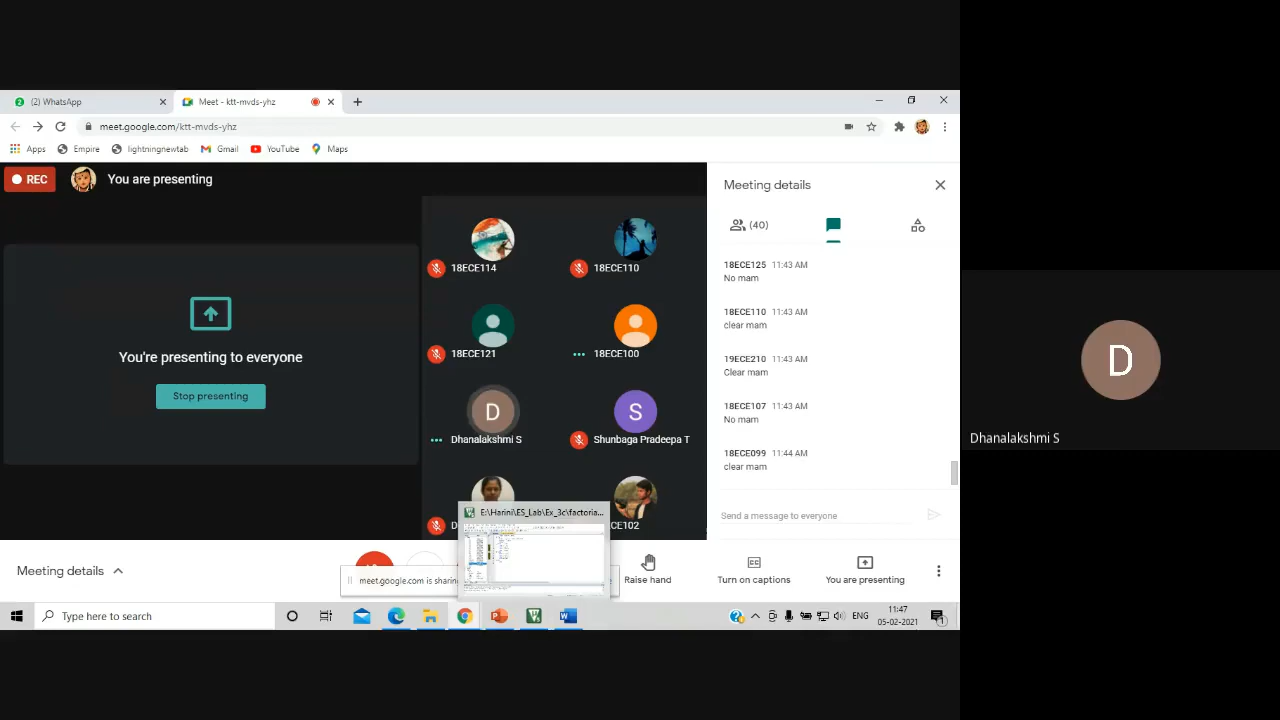 (2) WhatsApp
Meet - ktt-mvds-yhz
meet.google.com/ktt-mvds-yhz
Apps
Empire
lightningnewtab
Gmail
YouTube
Maps
REC
You are presenting
You're presenting to everyone
Stop presenting
18ECE114
18ECE110
18ECE121
18ECE100
D
Dhanalakshmi S
S
Shunbaga Pradeepa T
D
CE102
Meeting details
(40)
18ECE125 11:43 AM
No mam
18ECE110 11:43 AM
clear mam
19ECE210 11:43 AM
Clear mam
18ECE107 11:43 AM
No mam
18ECE099 11:44 AM
clear mam
Send a message to everyone
E:\Harini\ES_Lab\Ex_3c\factoria...
Meeting details
meet.google.com is sharin
Raise hand
Turn on captions
You are presenting
Type here to search
ENG
11:47
05-02-2021
D
Dhanalakshmi S